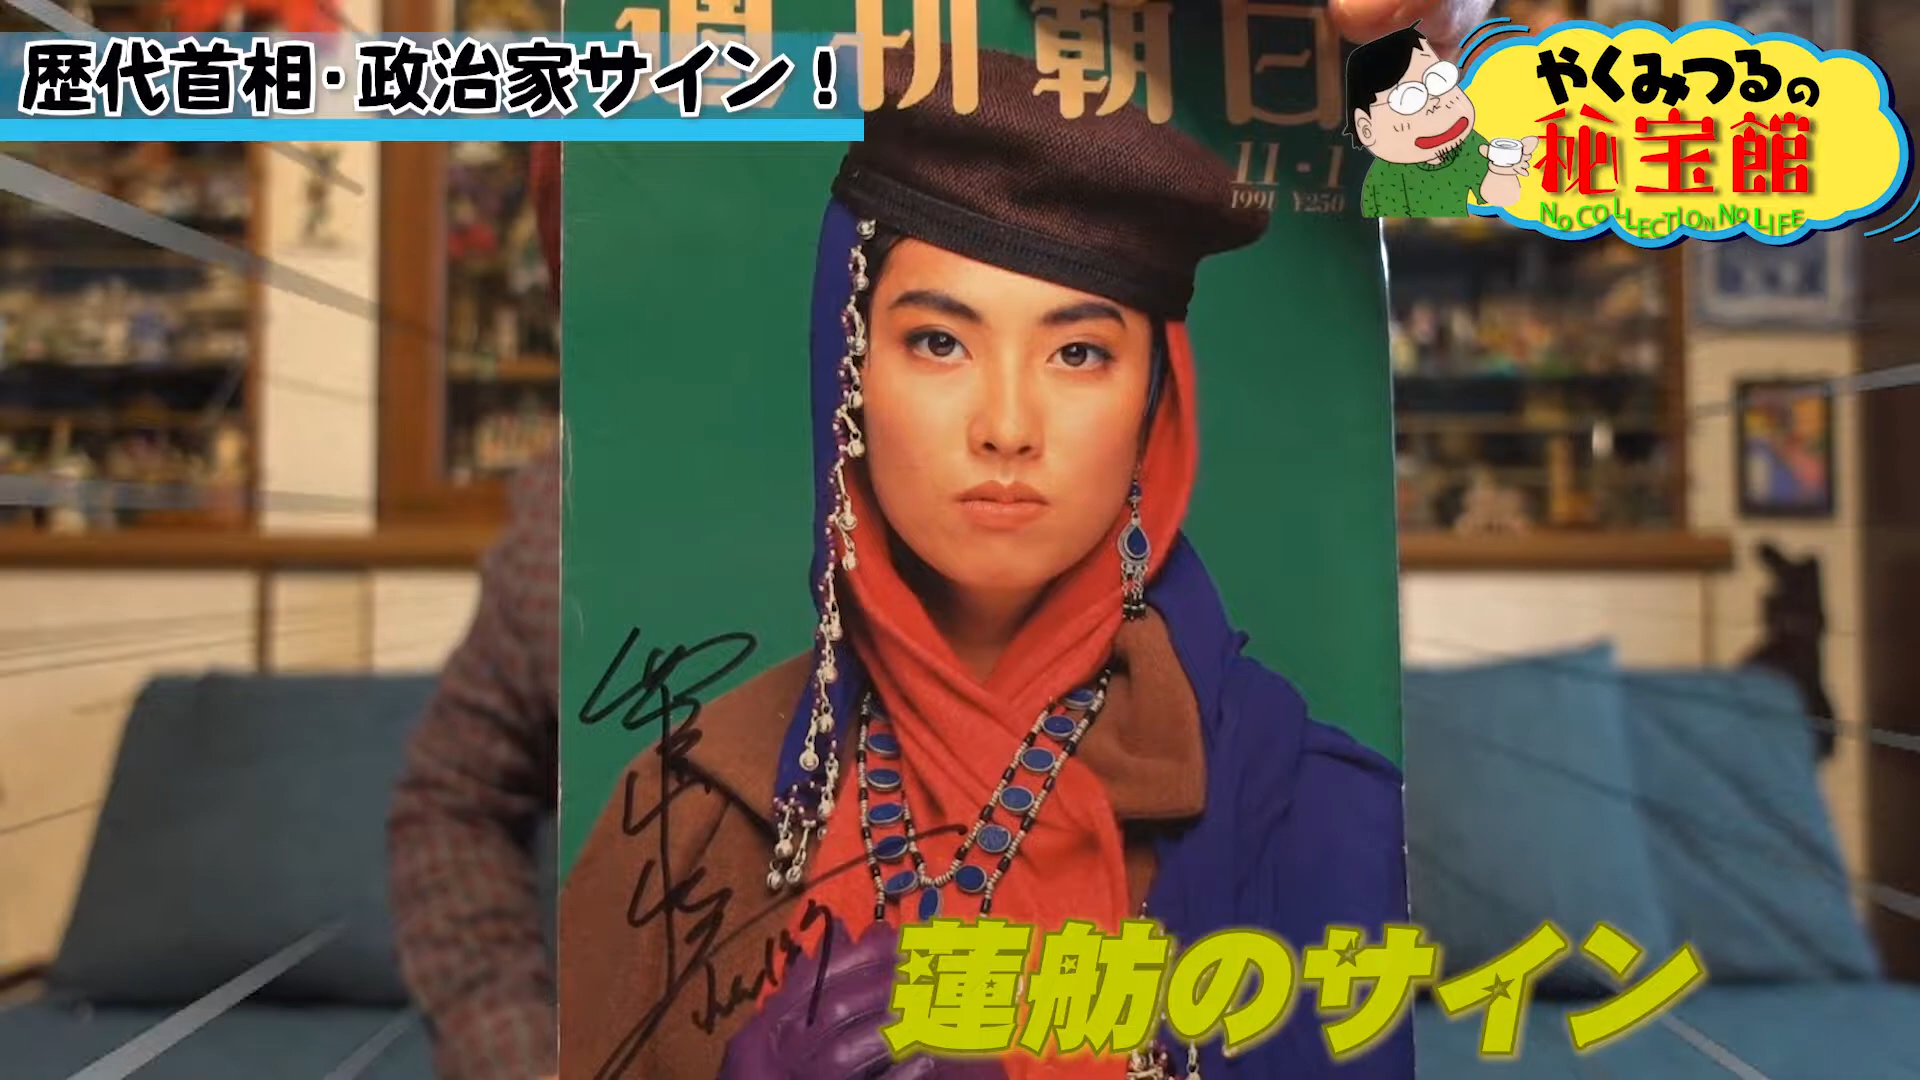 歴代首相・政治家サイン！
週刊朝日
11・1
1991 ¥250
やくみつるの
秘宝館
NO COLLECTION NO LIFE
蓮舫のサイン